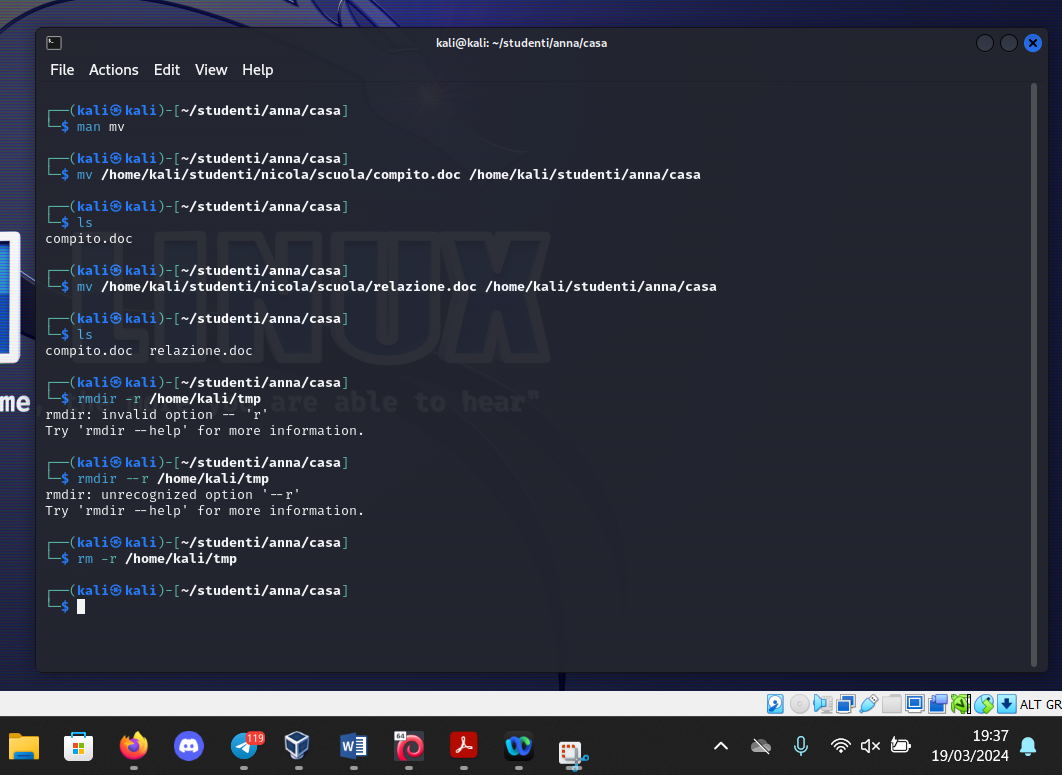 kali@kali: ~/studenti/anna/casa
File Actions Edit View Help
┌──(kali㉿kali)-[~/studenti/anna/casa]
└─$ man mv
┌──(kali㉿kali)-[~/studenti/anna/casa]
└─$ mv /home/kali/studenti/nicola/scuola/compito.doc /home/kali/studenti/anna/casa
┌──(kali㉿kali)-[~/studenti/anna/casa]
└─$ ls
compito.doc
┌──(kali㉿kali)-[~/studenti/anna/casa]
└─$ mv /home/kali/studenti/nicola/scuola/relazione.doc /home/kali/studenti/anna/casa
┌──(kali㉿kali)-[~/studenti/anna/casa]
└─$ ls
compito.doc  relazione.doc
┌──(kali㉿kali)-[~/studenti/anna/casa]
└─$ rmdir -r /home/kali/tmp
rmdir: invalid option -- 'r'
Try 'rmdir --help' for more information.
┌──(kali㉿kali)-[~/studenti/anna/casa]
└─$ rmdir --r /home/kali/tmp
rmdir: unrecognized option '--r'
Try 'rmdir --help' for more information.
┌──(kali㉿kali)-[~/studenti/anna/casa]
└─$ rm -r /home/kali/tmp
┌──(kali㉿kali)-[~/studenti/anna/casa]
└─$
LINUX
me are able to hear"
ALT GR
119
64
19:37
19/03/2024